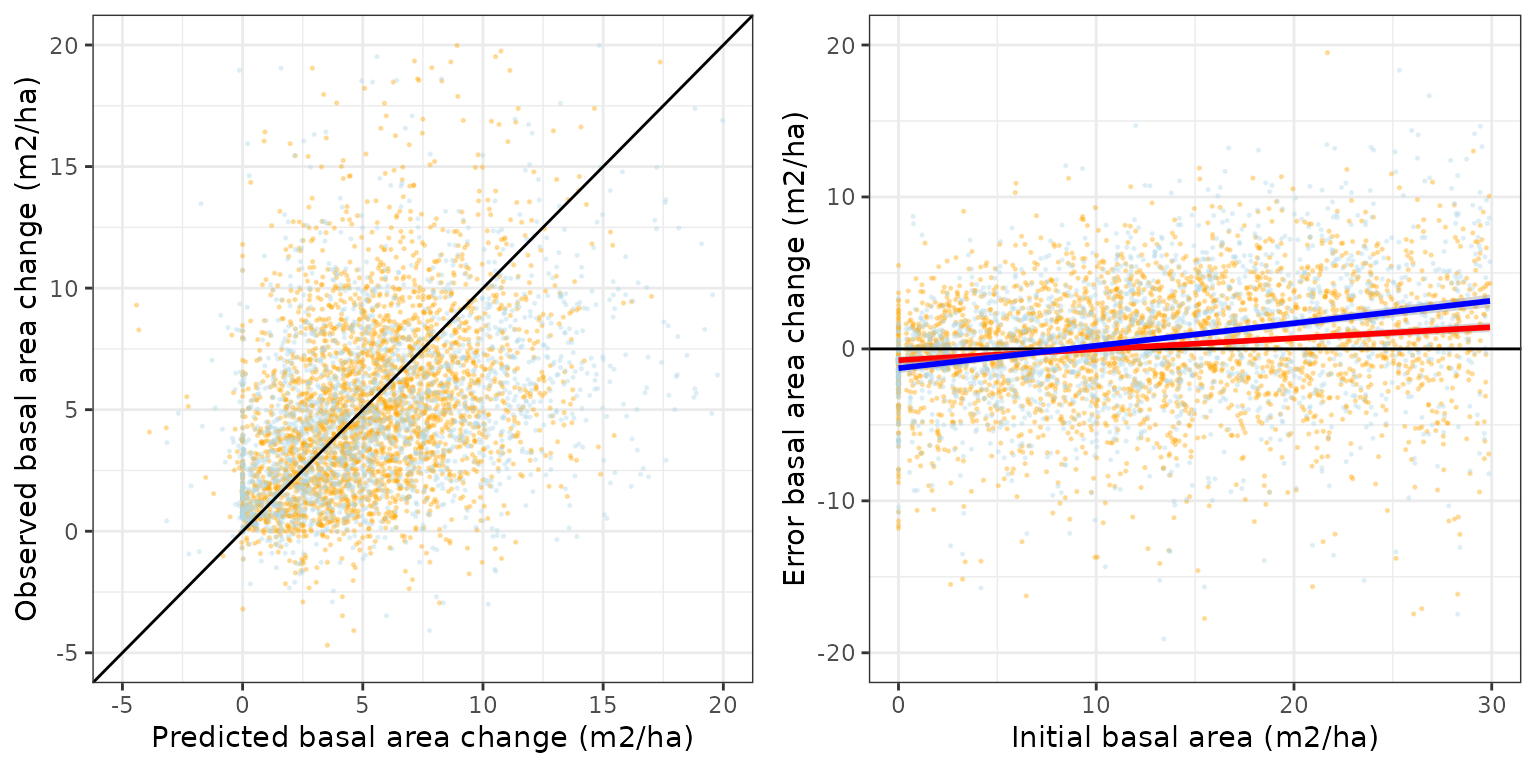 Observed basal area change (m2/ha)
20
15
10
5
0
-5
-5 0 5 10 15 20
Predicted basal area change (m2/ha)
Error basal area change (m2/ha)
20
10
0
-10
-20
0 10 20 30
Initial basal area (m2/ha)